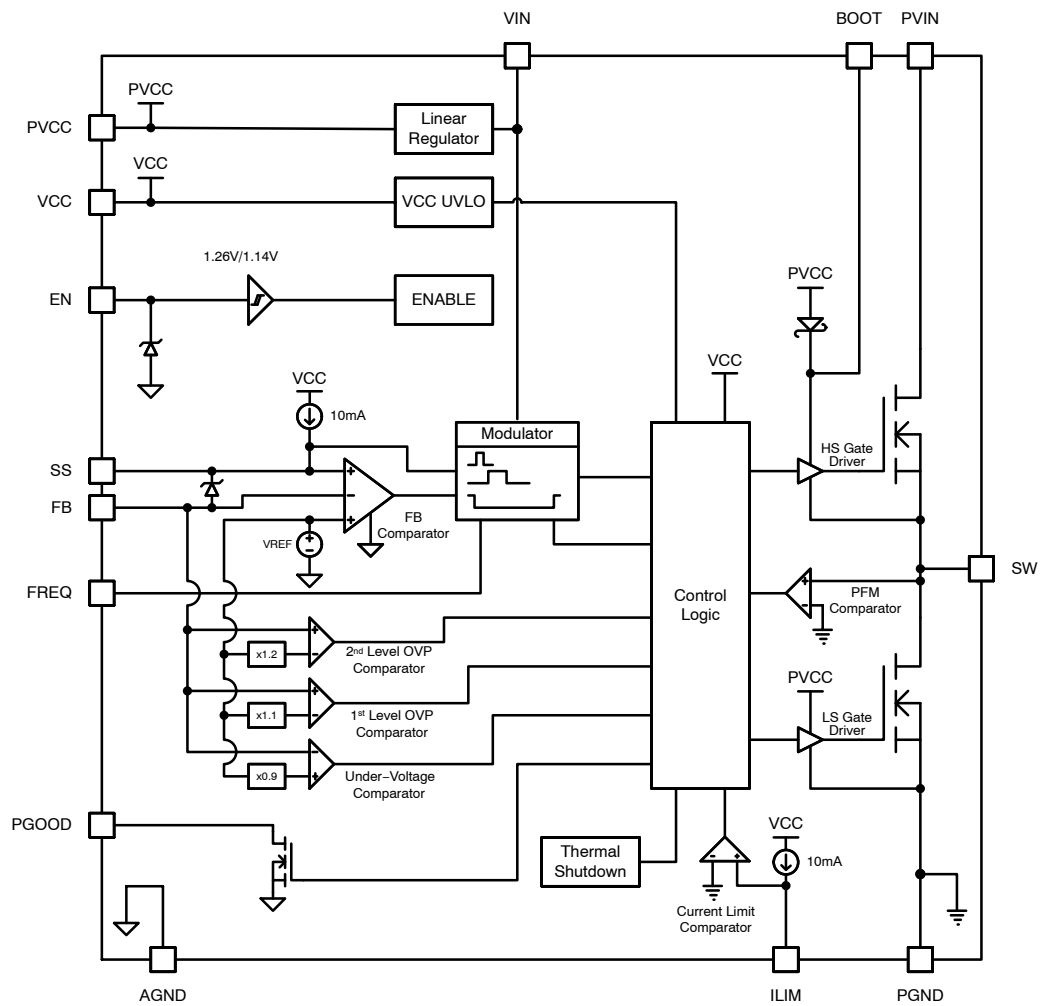 VIN
BOOT
PVIN
PVCC
PVCC
Linear
Regulator
VCC
VCC
VCC UVLO
1.26V/1.14V
EN
ENABLE
PVCC
VCC
VCC
10mA
Modulator
SS
FB
FB
Comparator
VREF
HS Gate
Driver
SW
FREQ
Control
Logic
PFM
Comparator
+
−
+
+
−
+
−
x1.2
+
−
2nd Level OVP
Comparator
PVCC
x1.1
+
−
1st Level OVP
Comparator
LS Gate
Driver
x0.9
−
+
Under−Voltage
Comparator
PGOOD
Thermal
Shutdown
VCC
10mA
−
+
Current Limit
Comparator
AGND
ILIM
PGND